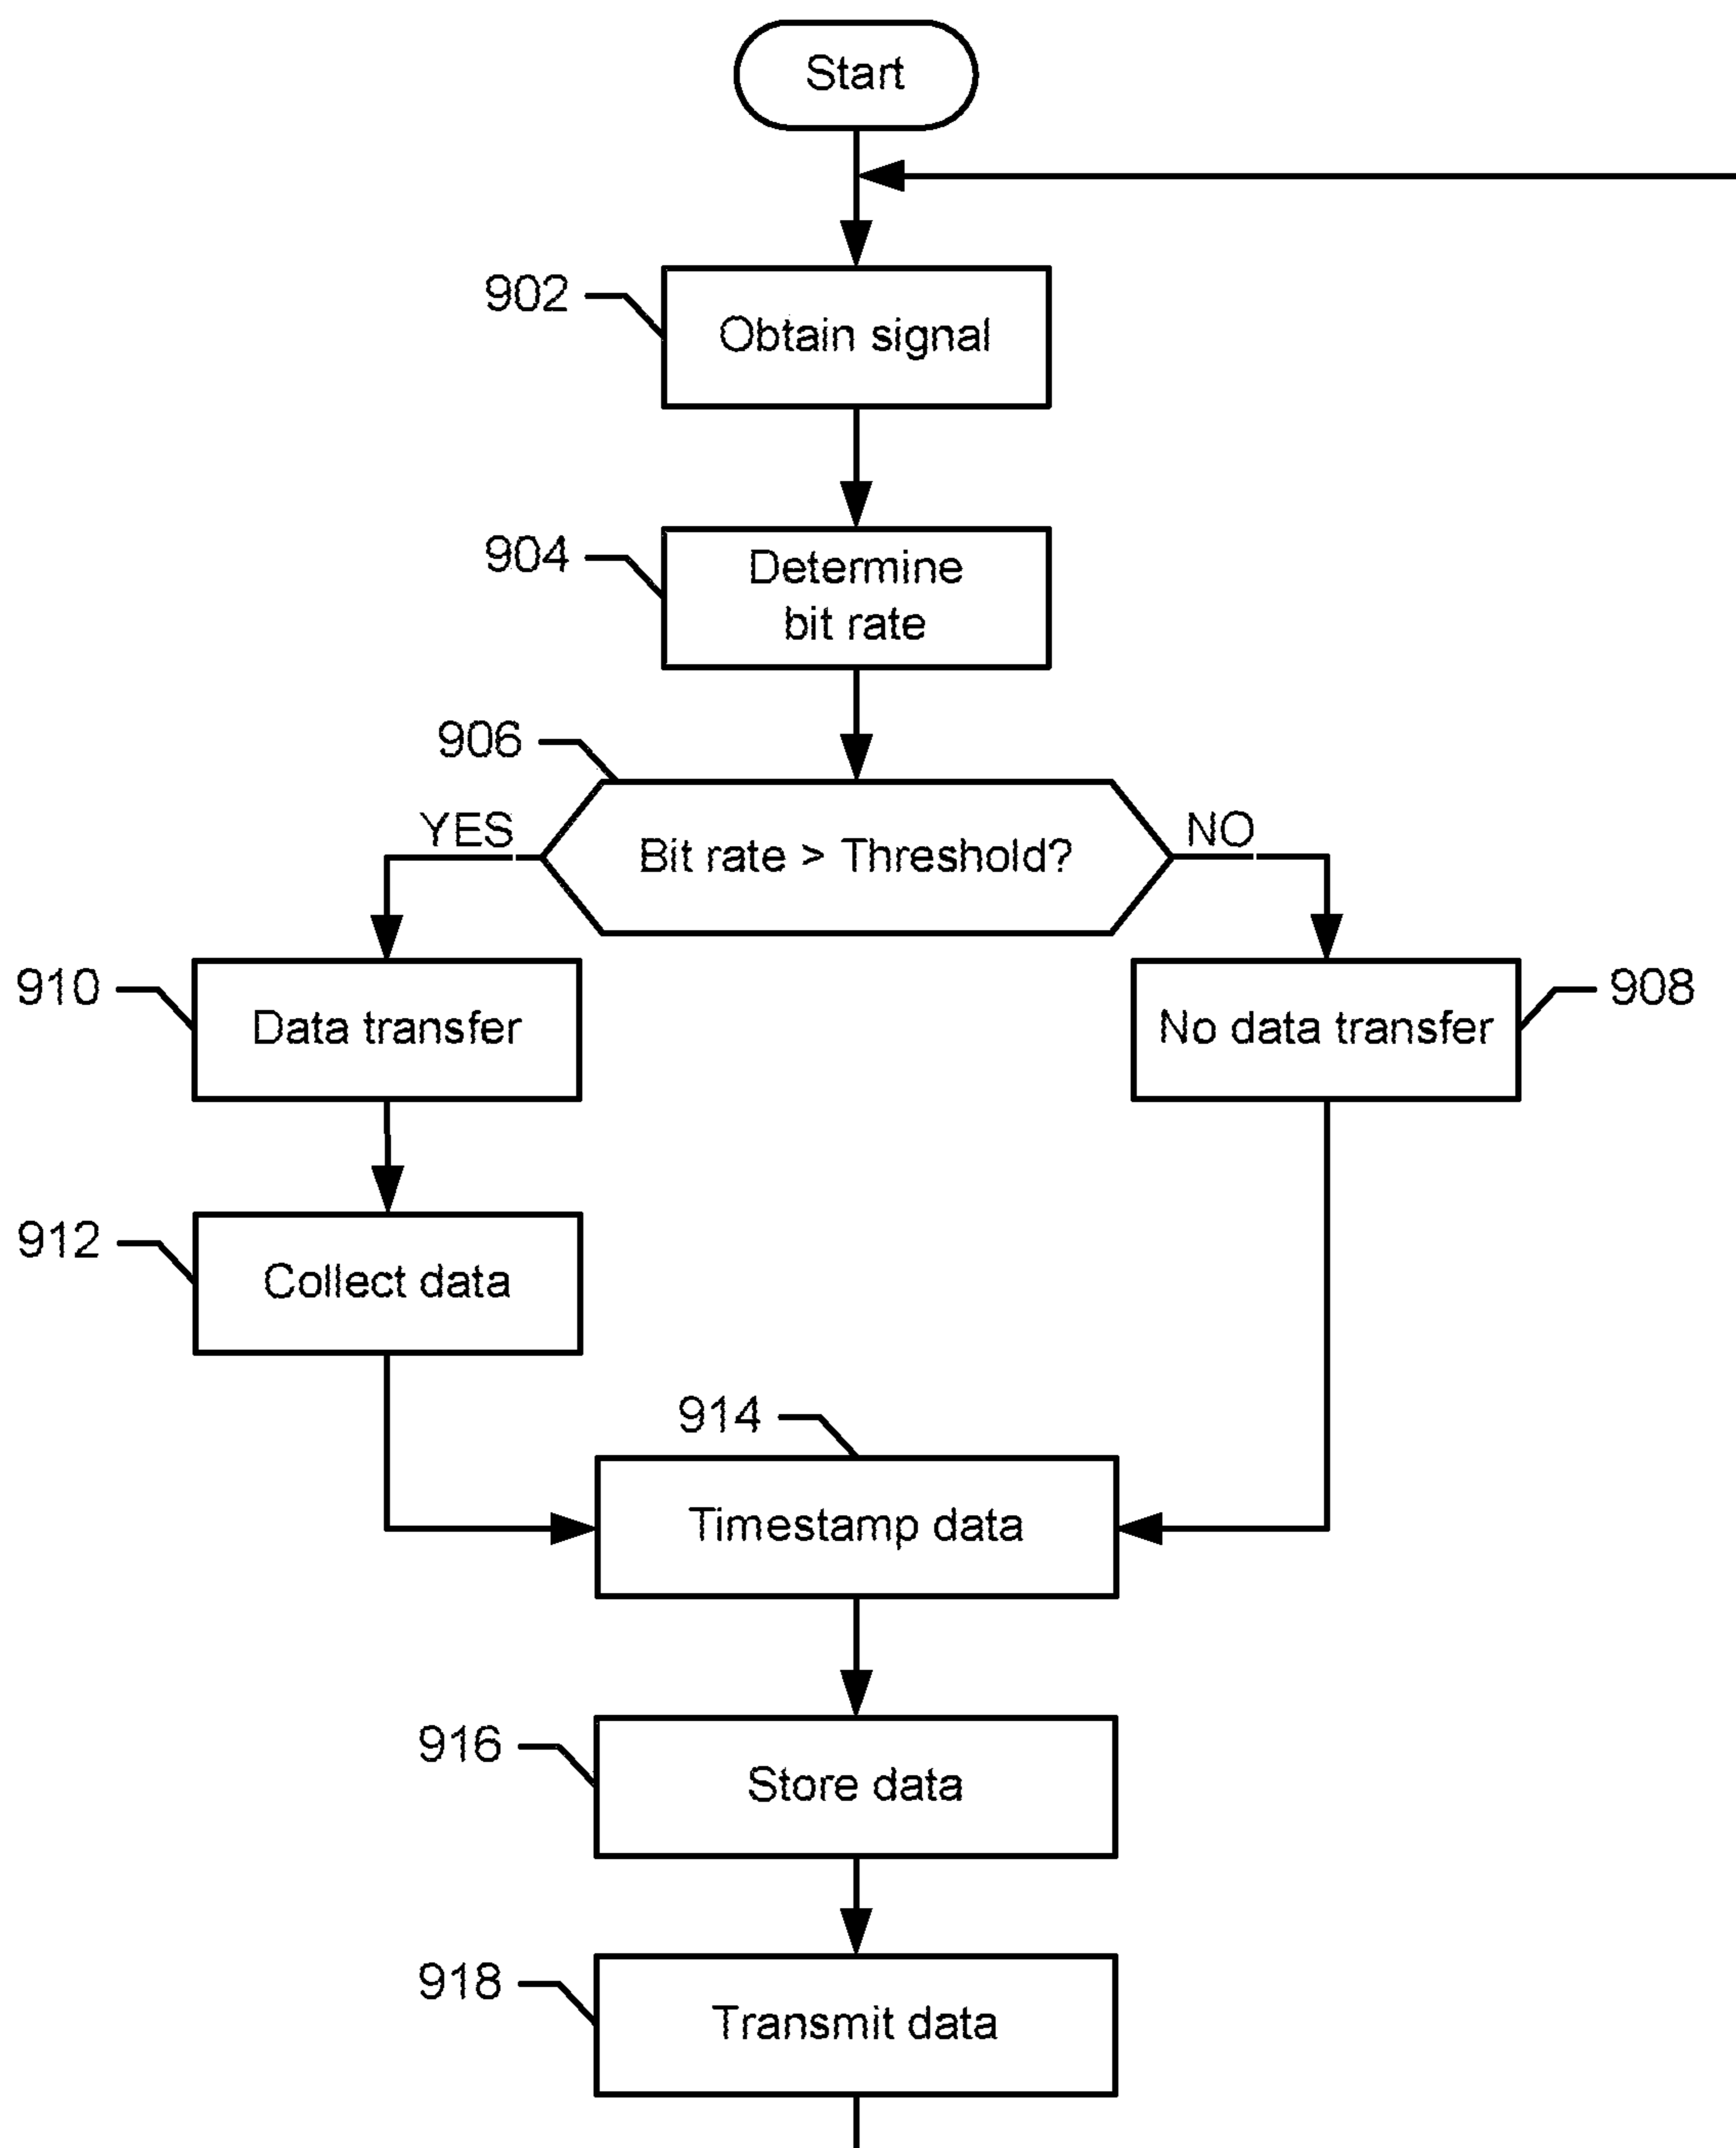 Start
902
Obtain signal
904
Determine
bit rate
906
YES
Bit rate > Threshold?
NO
910
Data transfer
No data transfer
908
912
Collect data
914
Timestamp data
916
Store data
918
Transmit data